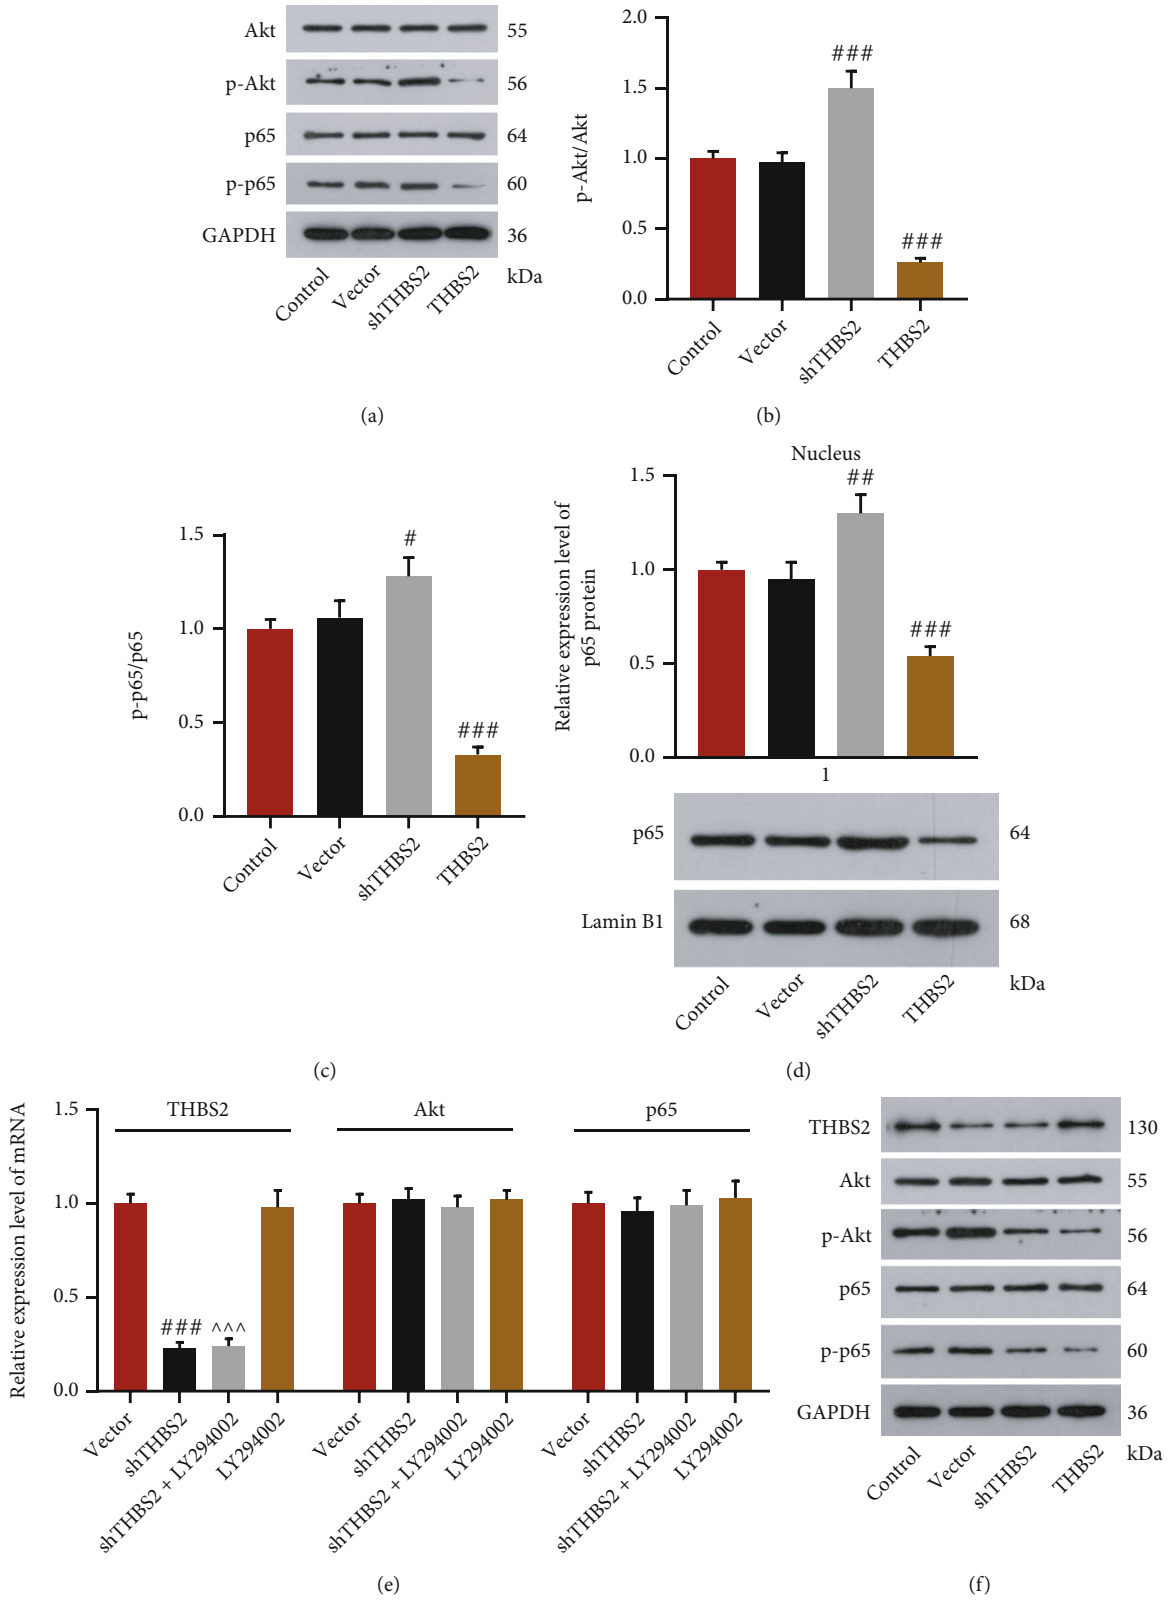 Akt 55
p-Akt 56
p65 64
p-p65 60
GAPDH 36
kDa
Control Vector shTHBS2 THBS2
(a)
p-Akt/Akt
2.0
1.5
1.0
0.5
0.0
###
###
Control Vector shTHBS2 THBS2
(b)
p-p65/p65
1.5
1.0
0.5
0.0
#
###
Control Vector shTHBS2 THBS2
(c)
Nucleus
Relative expression level of
p65 protein
1.5
1.0
0.5
0.0
##
###
1
p65 64
Lamin B1 68
kDa
Control Vector shTHBS2 THBS2
(d)
Relative expression level of mRNA
1.5
1.0
0.5
0.0
THBS2 Akt p65
### ^^^
Vector shTHBS2 shTHBS2 + LY294002 LY294002 Vector shTHBS2 shTHBS2 + LY294002 LY294002 Vector shTHBS2 shTHBS2 + LY294002 LY294002
(e)
THBS2 130
Akt 55
p-Akt 56
p65 64
p-p65 60
GAPDH 36
kDa
Control Vector shTHBS2 THBS2
(f)